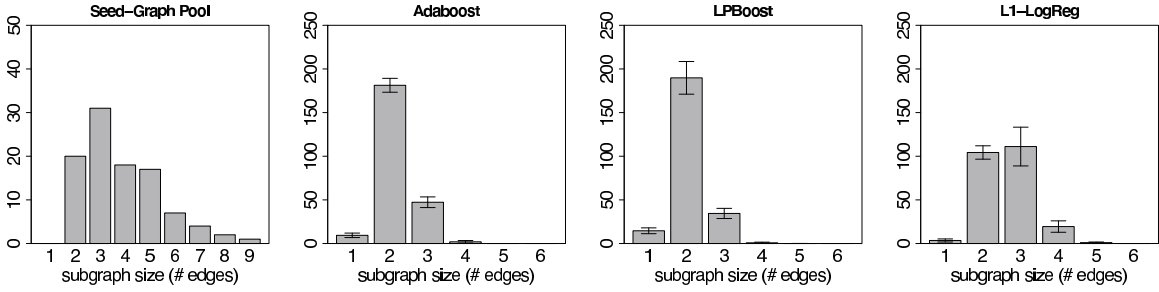 Seed−Graph Pool
0 10 20 30 40 50
1 2 3 4 5 6 7 8 9
subgraph size (# edges)
Adaboost
0 50 100 150 200 250
1 2 3 4 5 6
subgraph size (# edges)
LPBoost
0 50 100 150 200 250
1 2 3 4 5 6
subgraph size (# edges)
L1−LogReg
0 50 100 150 200 250
1 2 3 4 5 6
subgraph size (# edges)